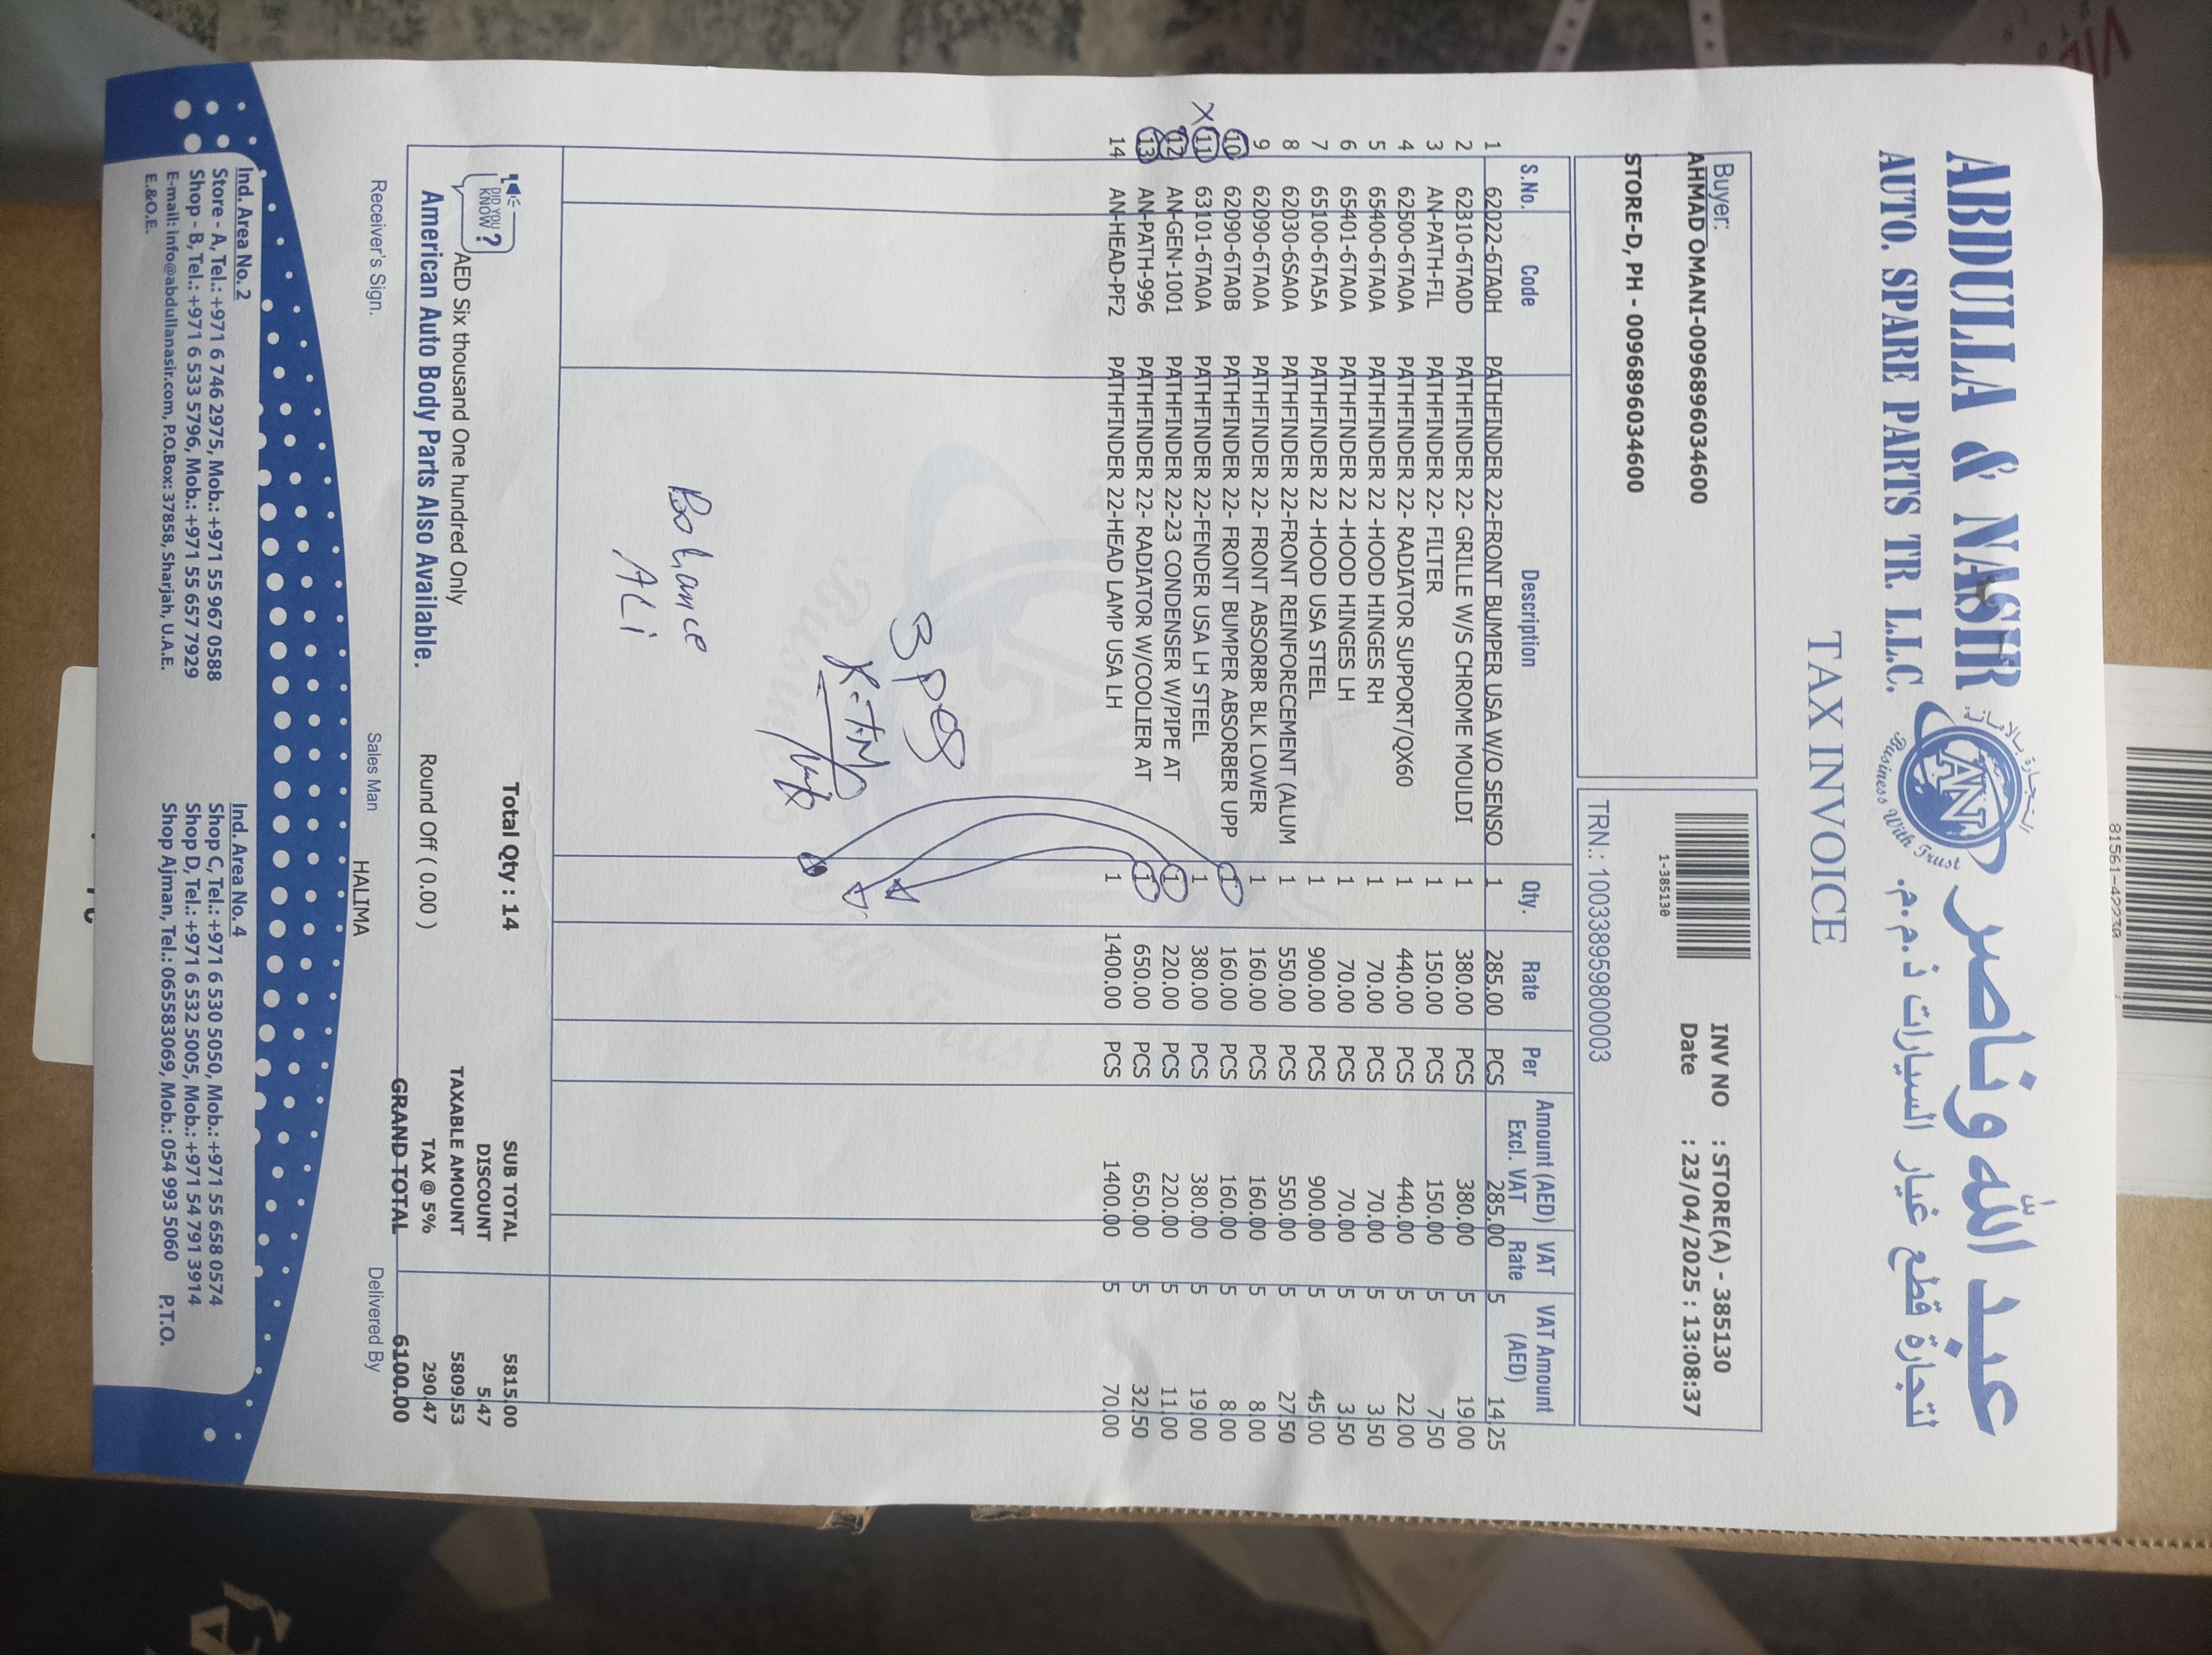 ABDULLA & NASIR
عبد الله وناصر
AUTO. SPARE PARTS TR. L.L.C.
لتجارة قطع غيار السيارات ذ.م.م.
التجارة بالامانة
AN
Business With Trust
TAX INVOICE
Buyer:
AHMAD OMANI-0096896034600
STORE-D, PH - 0096896034600
1-385130
INV NO : STORE(A) - 385130
Date : 23/04/2025 : 13:08:37
TRN.: 100338959800003
S.No. Code Description Qty. Rate Per Amount (AED) Excl. VAT VAT Rate VAT Amount (AED)
1 62022-6TA0H PATHFINDER 22-FRONT BUMPER USA W/O SENSO 1 285.00 PCS 285.00 5 14.25
2 62310-6TA0D PATHFINDER 22- GRILLE W/S CHROME MOULDI 1 380.00 PCS 380.00 5 19.00
3 AN-PATH-FIL PATHFINDER 22- FILTER 1 150.00 PCS 150.00 5 7.50
4 62500-6TA0A PATHFINDER 22- RADIATOR SUPPORT/QX60 1 440.00 PCS 440.00 5 22.00
5 65400-6TA0A PATHFINDER 22 -HOOD HINGES RH 1 70.00 PCS 70.00 5 3.50
6 65401-6TA0A PATHFINDER 22 -HOOD HINGES LH 1 70.00 PCS 70.00 5 3.50
7 65100-6TA5A PATHFINDER 22 -HOOD USA STEEL 1 900.00 PCS 900.00 5 45.00
8 62030-6SA0A PATHFINDER 22-FRONT REINFORECEMENT (ALUM 1 550.00 PCS 550.00 5 27.50
9 62090-6TA0A PATHFINDER 22- FRONT ABSORBR BLK LOWER 1 160.00 PCS 160.00 5 8.00
10 62090-6TA0B PATHFINDER 22- FRONT BUMPER ABSORBER UPP 1 160.00 PCS 160.00 5 8.00
X 11 63101-6TA0A PATHFINDER 22-FENDER USA LH STEEL 1 380.00 PCS 380.00 5 19.00
12 AN-GEN-1001 PATHFINDER 22-23 CONDENSER W/PIPE AT 1 220.00 PCS 220.00 5 11.00
13 AN-PATH-996 PATHFINDER 22- RADIATOR W/COOLIER AT 1 650.00 PCS 650.00 5 32.50
14 AN-HEAD-PF2 PATHFINDER 22-HEAD LAMP USA LH 1 1400.00 PCS 1400.00 5 70.00
3 PCS
Balance
ALi
DID YOU KNOW?
AED Six thousand One hundred Only
American Auto Body Parts Also Available.
Total Qty : 14
Round Off ( 0.00 )
SUB TOTAL 5815.00
DISCOUNT 5.47
TAXABLE AMOUNT 5809.53
TAX @ 5% 290.47
GRAND TOTAL 6100.00
Receiver's Sign. Sales Man HALIMA Delivered By
Ind. Area No. 2
Store - A, Tel.: +971 6 746 2975, Mob.: +971 55 967 0588
Shop - B, Tel.: +971 6 533 5796, Mob.: +971 55 657 7929
E-mail: info@abdullanasir.com, P.O.Box: 37858, Sharjah, U.A.E.
E.&O.E.
Ind. Area No. 4
Shop C, Tel.: +971 6 530 5050, Mob.: +971 55 658 0574
Shop D, Tel.: +971 6 532 5005, Mob.: +971 54 791 3914
Shop Ajman, Tel.: 065583069, Mob.: 054 993 5060 P.T.O.